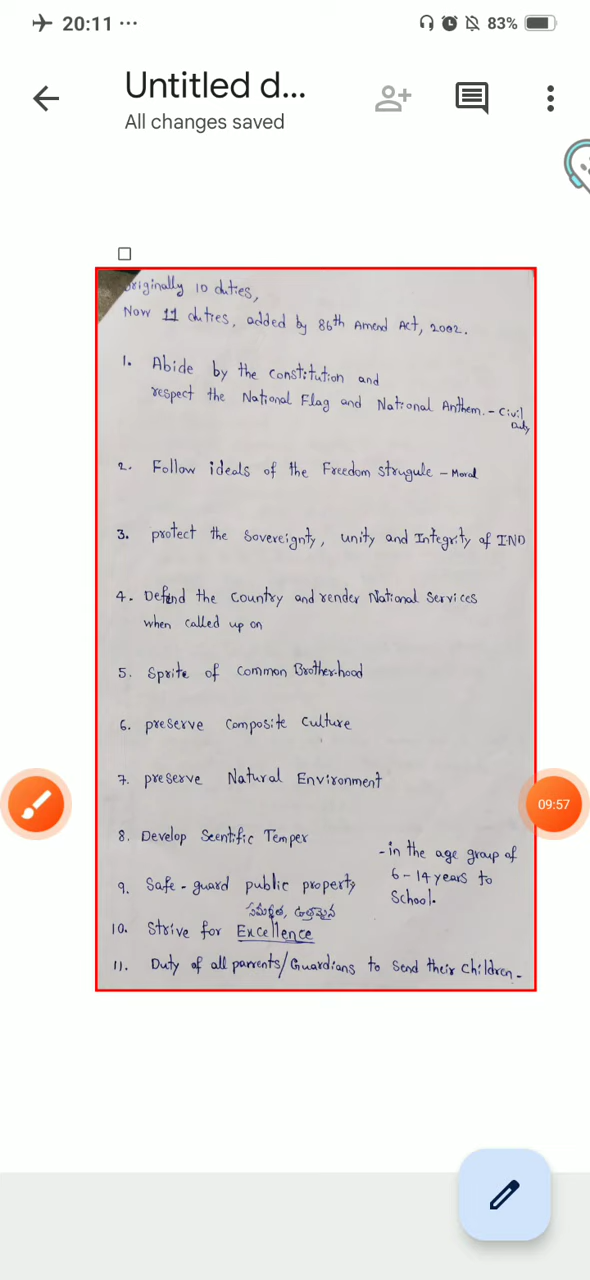 20:11 ...
83%
Untitled d...
All changes saved
originally 10 duties,
Now 11 duties, added by 86th Amend Act, 2002.
1. Abide by the Constitution and
respect the National Flag and National Anthem. - Civil
Duty
2. Follow ideals of the Freedom strugule - Moral
3. protect the Sovereignty, unity and Integrity of IND
4. Defend the Country and render National Services
when called up on
5. Sprite of Common Brother-hood
6. preserve Composite Culture
7. preserve Natural Environment
09:57
8. Develop Scentific Temper
- in the age group of
6-14 years to
School.
9. Safe-guard public property
10. Strive for Excellence
11. Duty of all parrents/Guardians to Send their children -